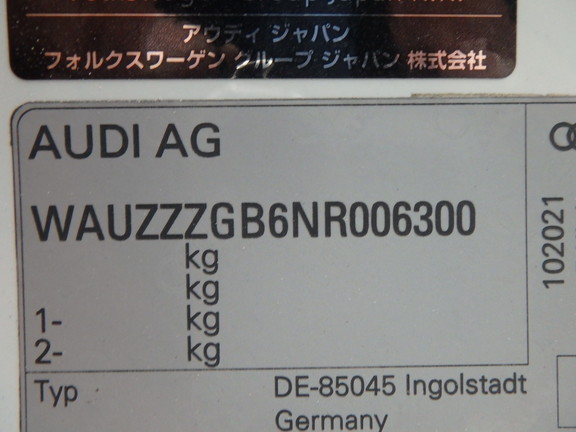 アウディ ジャパン
フォルクスワーゲン グループ ジャパン 株式会社
AUDI AG
WAUZZZGB6NR006300
kg
kg
1- kg
2- kg
102021
Typ DE-85045 Ingolstadt
Germany